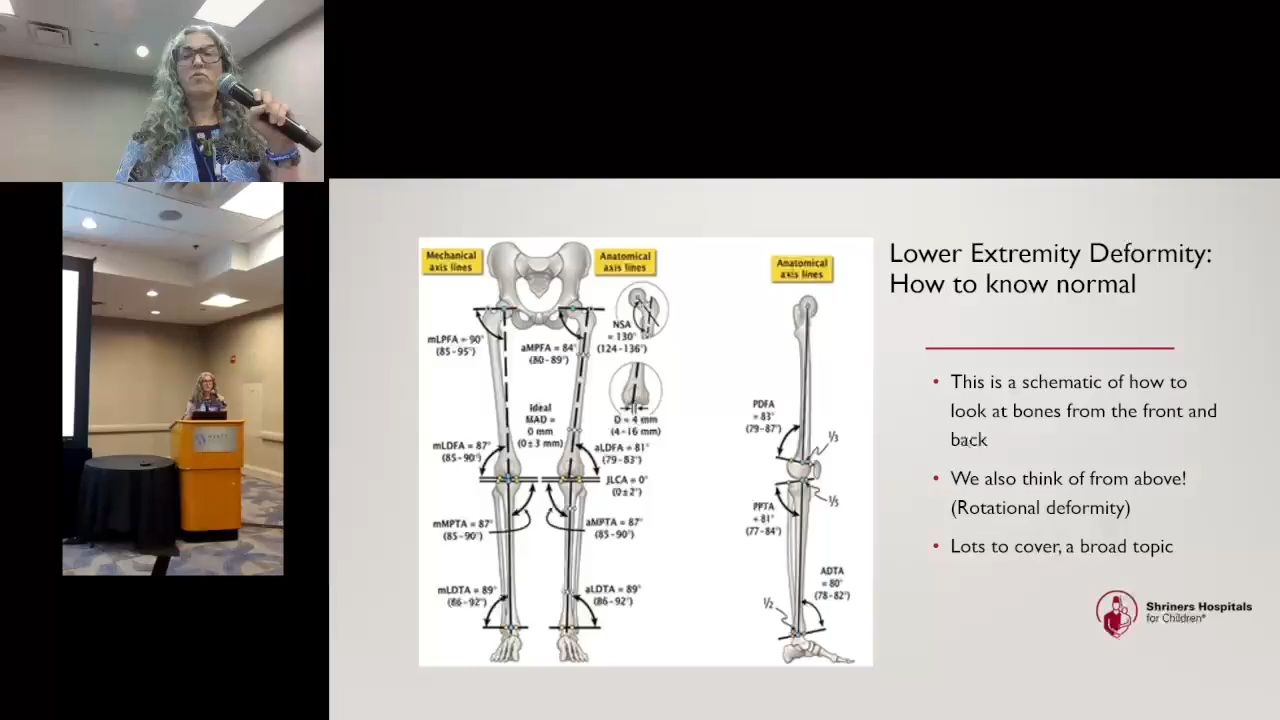 Lower Extremity Deformity:
How to know normal
• This is a schematic of how to
look at bones from the front and
back
• We also think of from above!
(Rotational deformity)
• Lots to cover, a broad topic
Mechanical
axis lines
Anatomical
axis lines
Anatomical
axis lines
mLPFA = 90°
(85-95°)
aMPFA = 84°
(80-89°)
NSA
= 130°
(124-136°)
Ideal
MAD =
0 mm
(0±3 mm)
D = 4 mm
(4-16 mm)
mLDFA = 87°
(85-90°)
aLDFA = 81°
(79-83°)
JLCA = 0°
(0±2°)
mMPTA = 87°
(85-90°)
aMPTA = 87°
(85-90°)
mLDTA = 89°
(86-92°)
aLDTA = 89°
(86-92°)
PDFA
= 83°
(79-87°)
1/3
1/5
PPTA
= 81°
(77-84°)
ADTA
= 80°
(78-82°)
1/2
Shriners Hospitals
for Children®